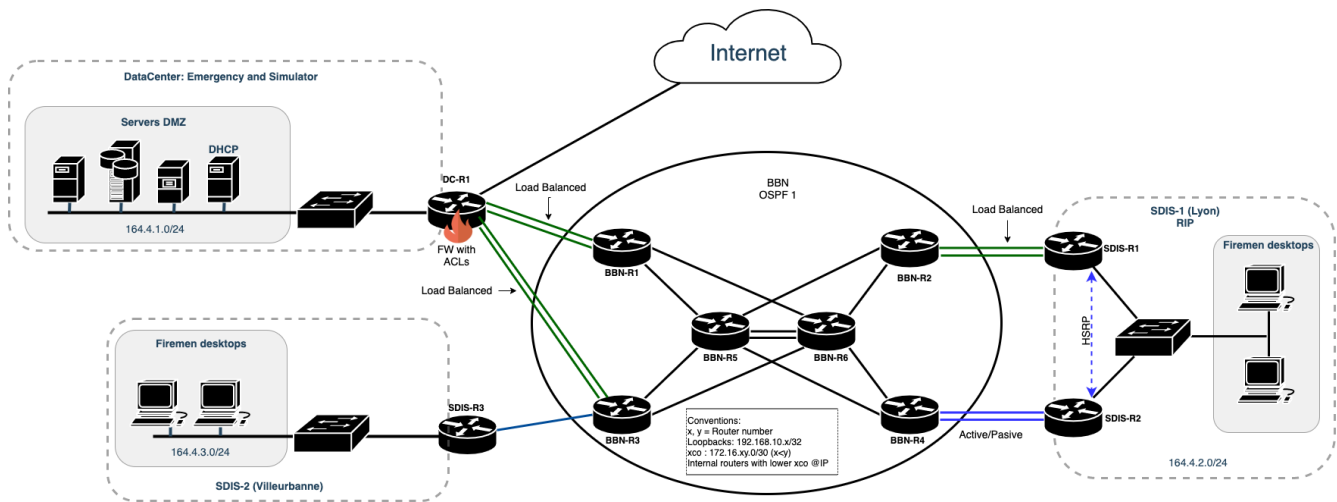 Internet
DataCenter: Emergency and Simulator
Servers DMZ
DHCP
164.4.1.0/24
DC-R1
FW with
ACLs
Load Balanced
Load Balanced
BBN
OSPF 1
BBN-R1
BBN-R2
BBN-R5
BBN-R6
BBN-R3
BBN-R4
Conventions:
x, y = Router number
Loopbacks: 192.168.10.x/32
xco : 172.16.xy.0/30 (x<y)
Internal routers with lower xco @IP
Load Balanced
Active/Pasive
SDIS-1 (Lyon)
RIP
SDIS-R1
HSRP
SDIS-R2
Firemen desktops
164.4.2.0/24
Firemen desktops
164.4.3.0/24
SDIS-R3
SDIS-2 (Villeurbanne)